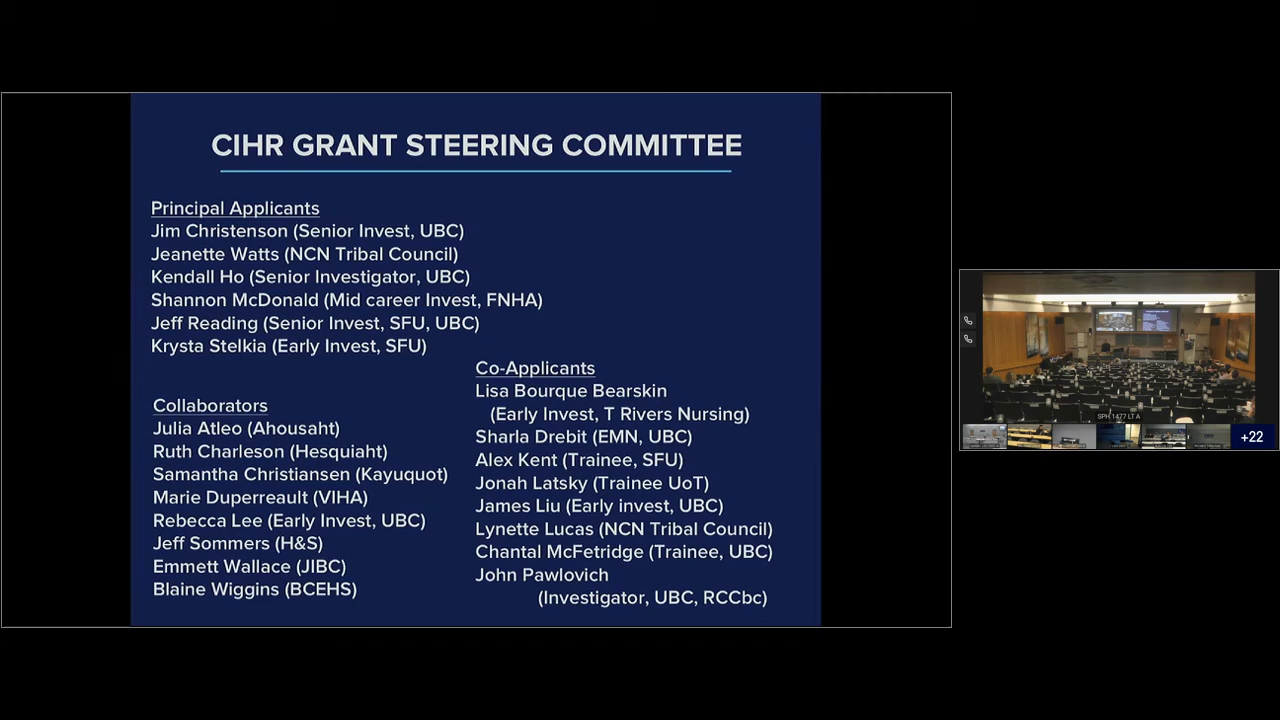 CIHR GRANT STEERING COMMITTEE
Principal Applicants
Jim Christenson (Senior Invest, UBC)
Jeanette Watts (NCN Tribal Council)
Kendall Ho (Senior Investigator, UBC)
Shannon McDonald (Mid career Invest, FNHA)
Jeff Reading (Senior Invest, SFU, UBC)
Krysta Stelkia (Early Invest, SFU)
Collaborators
Julia Atleo (Ahousaht)
Ruth Charleson (Hesquiaht)
Samantha Christiansen (Kayuquot)
Marie Duperreault (VIHA)
Rebecca Lee (Early Invest, UBC)
Jeff Sommers (H&S)
Emmett Wallace (JIBC)
Blaine Wiggins (BCEHS)
Co-Applicants
Lisa Bourque Bearskin
(Early Invest, T Rivers Nursing)
Sharla Drebit (EMN, UBC)
Alex Kent (Trainee, SFU)
Jonah Latsky (Trainee UoT)
James Liu (Early invest, UBC)
Lynette Lucas (NCN Tribal Council)
Chantal McFetridge (Trainee, UBC)
John Pawlovich
(Investigator, UBC, RCCbc)
SPH 1477 LT A
+22